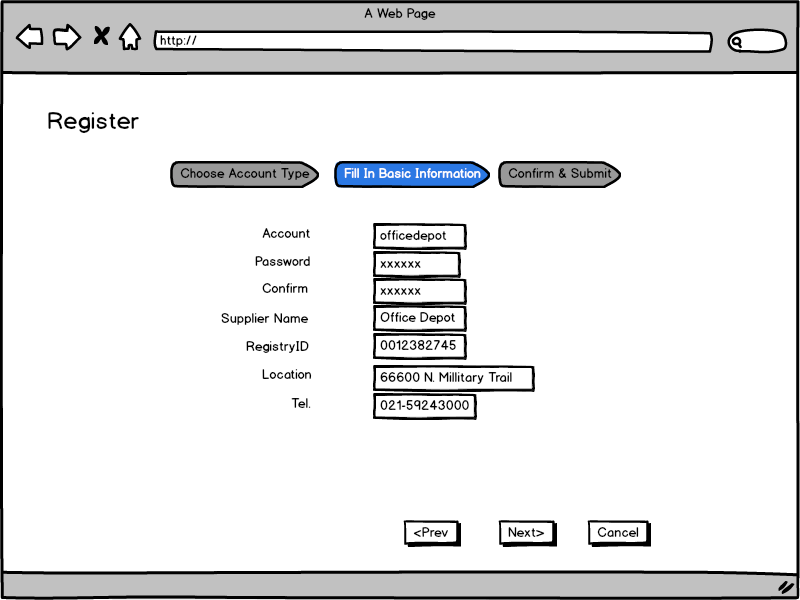 A Web Page
http://
Register
Choose Account Type
Fill In Basic Information
Confirm & Submit
Account officedepot
Password xxxxxx
Confirm xxxxxx
Supplier Name Office Depot
RegistryID 0012382745
Location 66600 N. Millitary Trail
Tel. 021-59243000
<Prev Next> Cancel